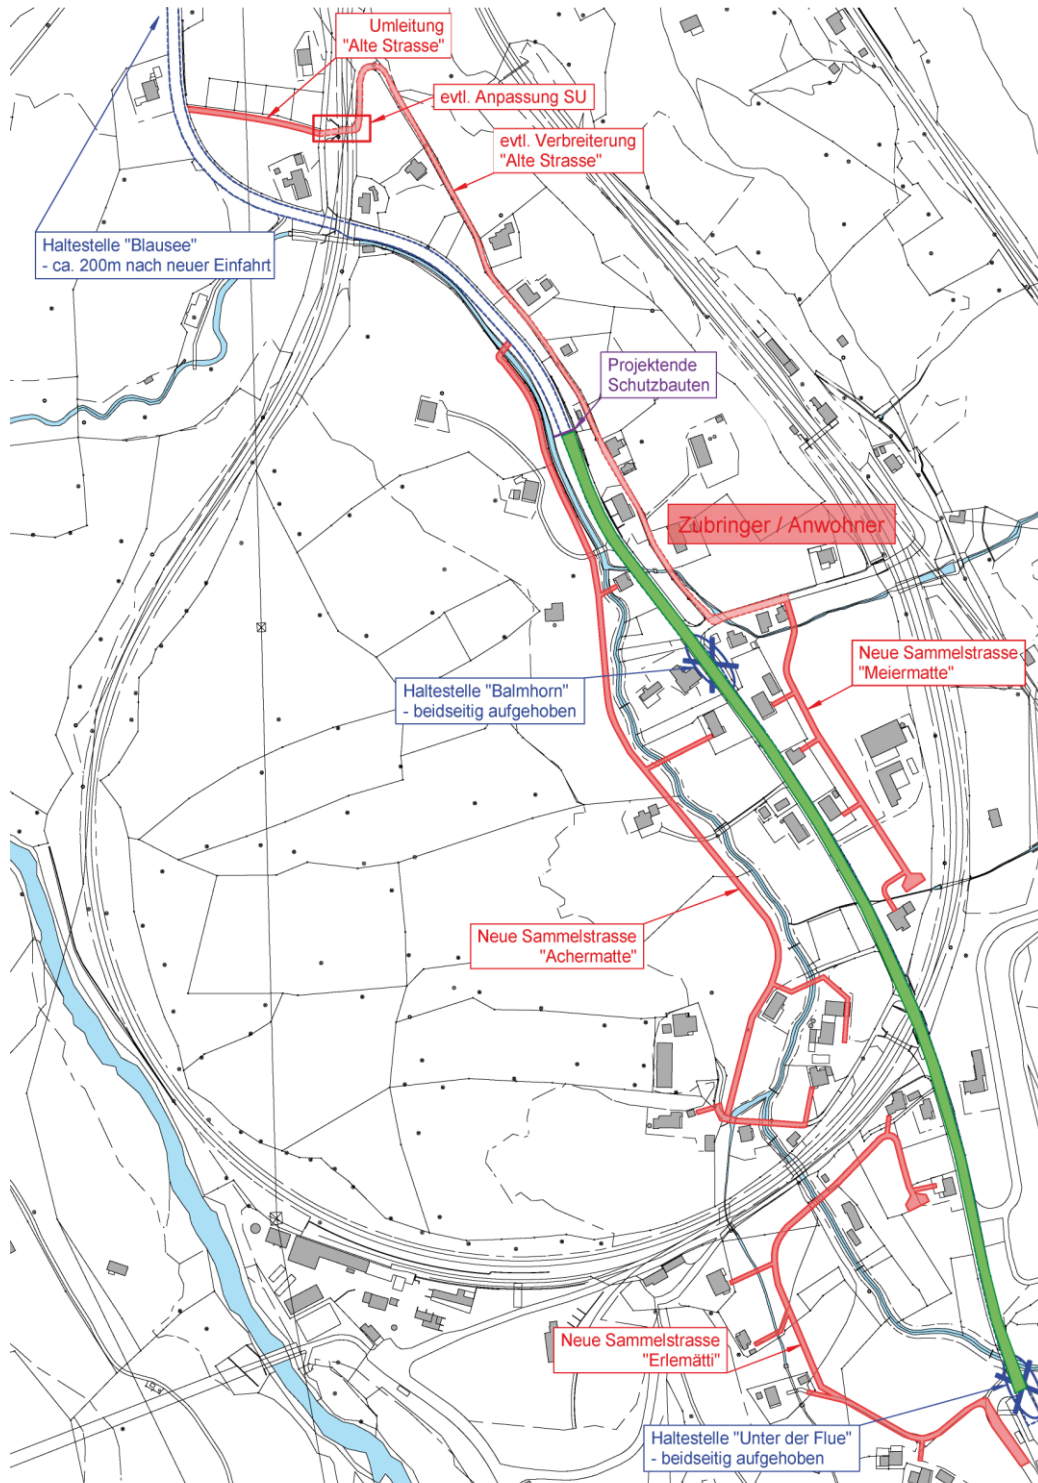 Umleitung
"Alte Strasse"
evtl. Anpassung SU
evtl. Verbreiterung
"Alte Strasse"
Haltestelle "Blausee"
- ca. 200m nach neuer Einfahrt
Projektende
Schutzbauten
Zubringer / Anwohner
Neue Sammelstrasse
"Meiermatte"
Haltestelle "Balmhorn"
- beidseitig aufgehoben
Neue Sammelstrasse
"Achermatte"
Neue Sammelstrasse
"Erlemätti"
Haltestelle "Unter der Flue"
- beidseitig aufgehoben